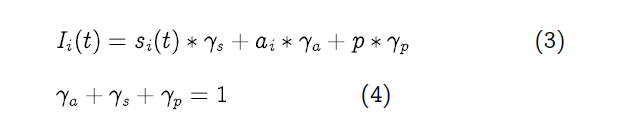 I_i(t) = s_i(t) * γ_s + a_i * γ_a + p * γ_p (3)
γ_a + γ_s + γ_p = 1 (4)